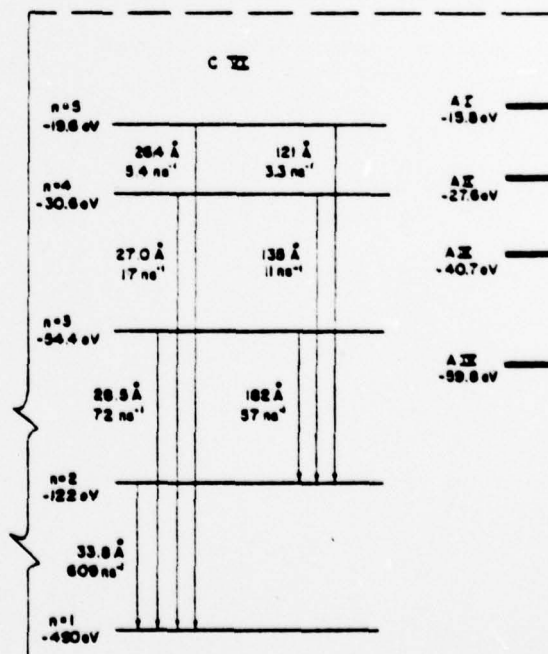 C VI
n=5
-19.6 eV
26.4 Å
5.4 ns⁻¹
121 Å
3.3 ns⁻¹
n=4
-30.6 eV
27.0 Å
17 ns⁻¹
138 Å
11 ns⁻¹
n=3
-54.4 eV
28.5 Å
72 ns⁻¹
182 Å
57 ns⁻¹
n=2
-122 eV
33.8 Å
609 ns⁻¹
n=1
-490 eV
A I
-15.8 eV
A II
-27.6 eV
A III
-40.7 eV
A IV
-59.8 eV